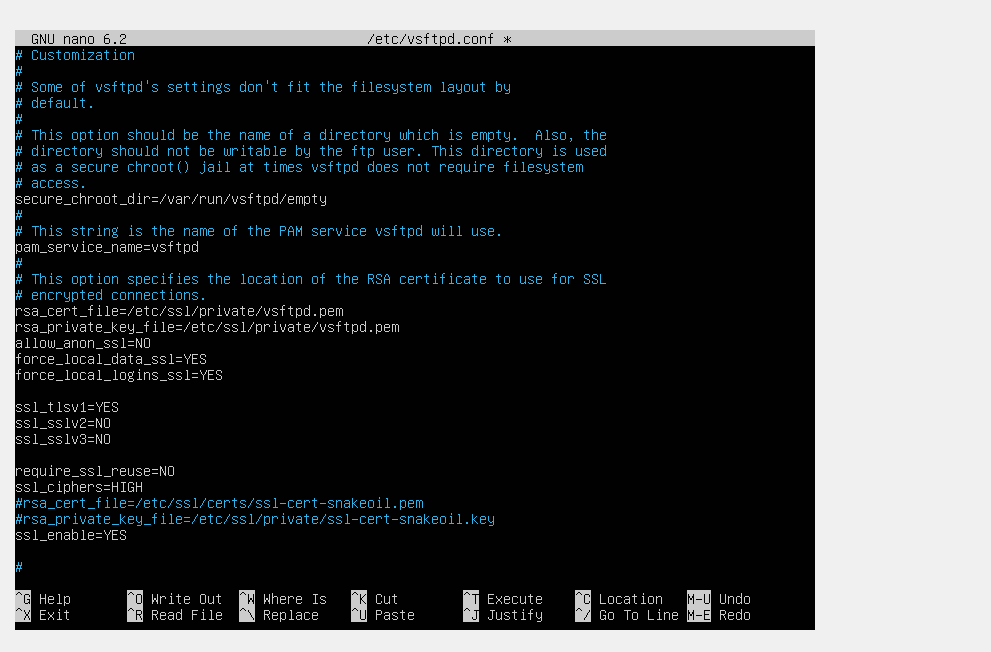 GNU nano 6.2 /etc/vsftpd.conf *
# Customization
#
# Some of vsftpd's settings don't fit the filesystem layout by
# default.
#
# This option should be the name of a directory which is empty.  Also, the
# directory should not be writable by the ftp user. This directory is used
# as a secure chroot() jail at times vsftpd does not require filesystem
# access.
secure_chroot_dir=/var/run/vsftpd/empty
#
# This string is the name of the PAM service vsftpd will use.
pam_service_name=vsftpd
#
# This option specifies the location of the RSA certificate to use for SSL
# encrypted connections.
rsa_cert_file=/etc/ssl/private/vsftpd.pem
rsa_private_key_file=/etc/ssl/private/vsftpd.pem
allow_anon_ssl=NO
force_local_data_ssl=YES
force_local_logins_ssl=YES
ssl_tlsv1=YES
ssl_sslv2=NO
ssl_sslv3=NO
require_ssl_reuse=NO
ssl_ciphers=HIGH
#rsa_cert_file=/etc/ssl/certs/ssl-cert-snakeoil.pem
#rsa_private_key_file=/etc/ssl/private/ssl-cert-snakeoil.key
ssl_enable=YES
#
^G Help ^O Write Out ^W Where Is ^K Cut ^T Execute ^C Location M-U Undo
^X Exit ^R Read File ^\ Replace ^U Paste ^J Justify ^/ Go To Line M-E Redo